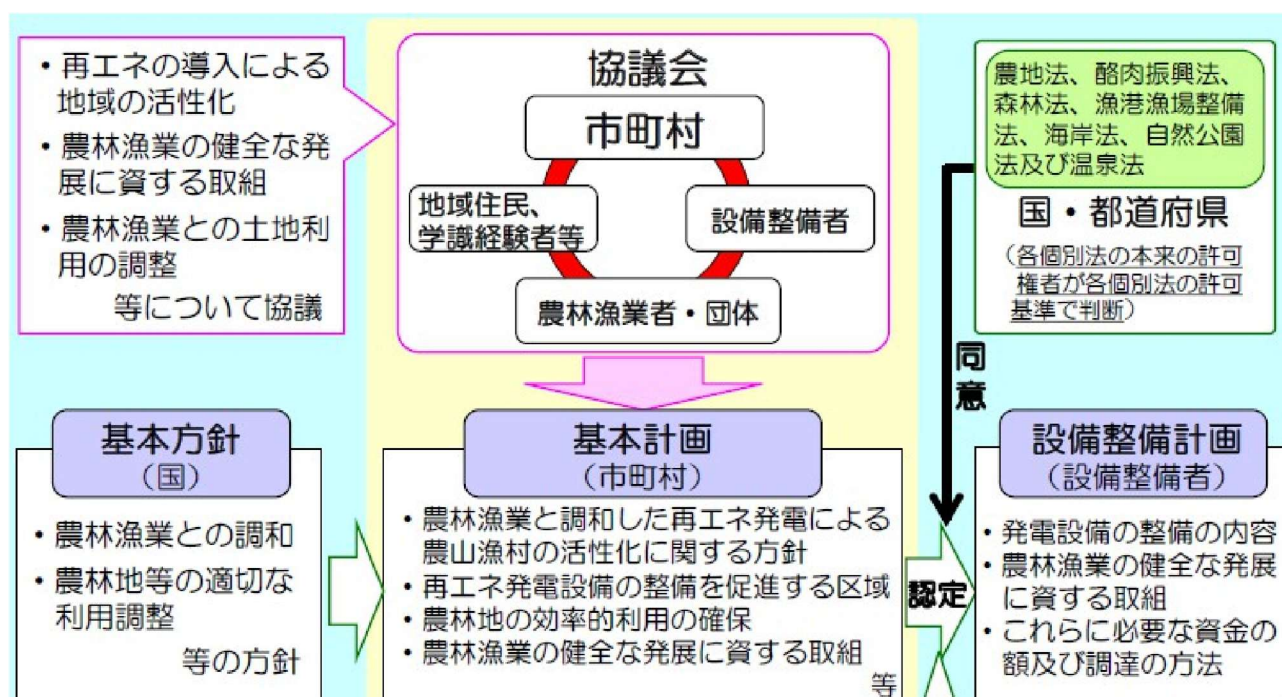 ・再エネの導入による
地域の活性化
・農林漁業の健全な発
展に資する取組
・農林漁業との土地利
用の調整
等について協議
協議会
市町村
地域住民、
学識経験者等
設備整備者
農林漁業者・団体
農地法、酪肉振興法、
森林法、漁港漁場整備
法、海岸法、自然公園
法及び温泉法
国・都道府県
（各個別法の本来の許可
権者が各個別法の許可
基準で判断）
同意
基本方針
（国）
・農林漁業との調和
・農林地等の適切な
利用調整
等の方針
基本計画
（市町村）
・農林漁業と調和した再エネ発電による
農山漁村の活性化に関する方針
・再エネ発電設備の整備を促進する区域
・農林地の効率的利用の確保
・農林漁業の健全な発展に資する取組
等
認定
設備整備計画
（設備整備者）
・発電設備の整備の内容
・農林漁業の健全な発展
に資する取組
・これらに必要な資金の
額及び調達の方法